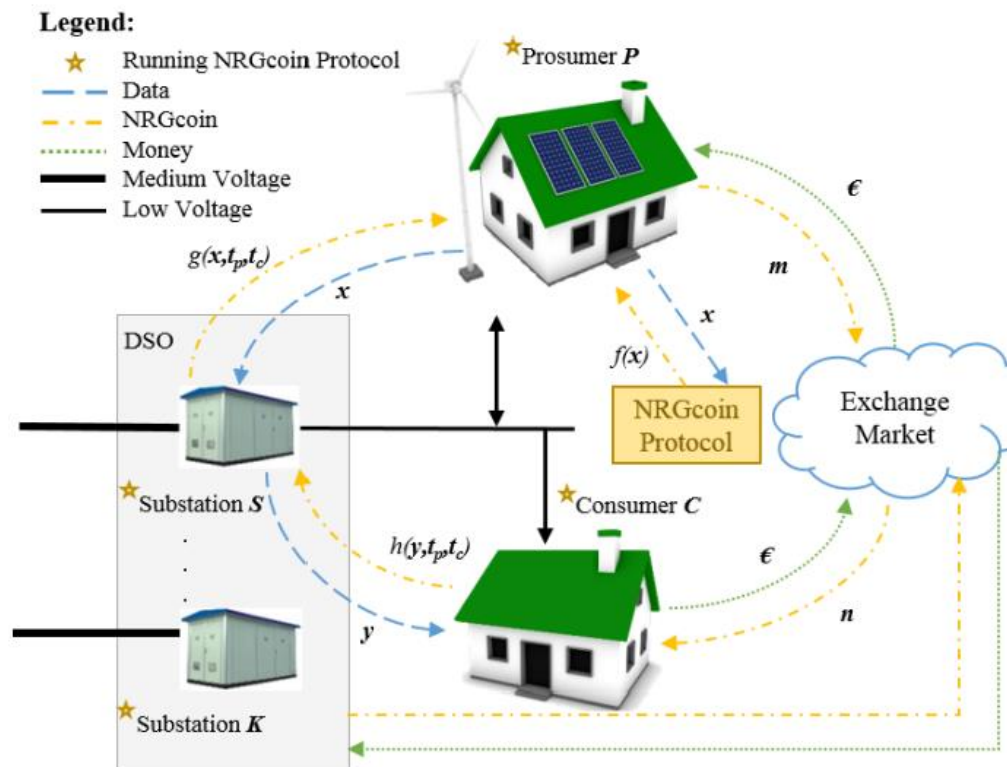 Legend:
Running NRGcoin Protocol
Data
NRGcoin
Money
Medium Voltage
Low Voltage
Prosumer P
€
g(x,tp,tc)
x
m
x
DSO
f(x)
NRGcoin
Protocol
Exchange
Market
Substation S
Consumer C
h(y,tp,tc)
€
y
n
Substation K